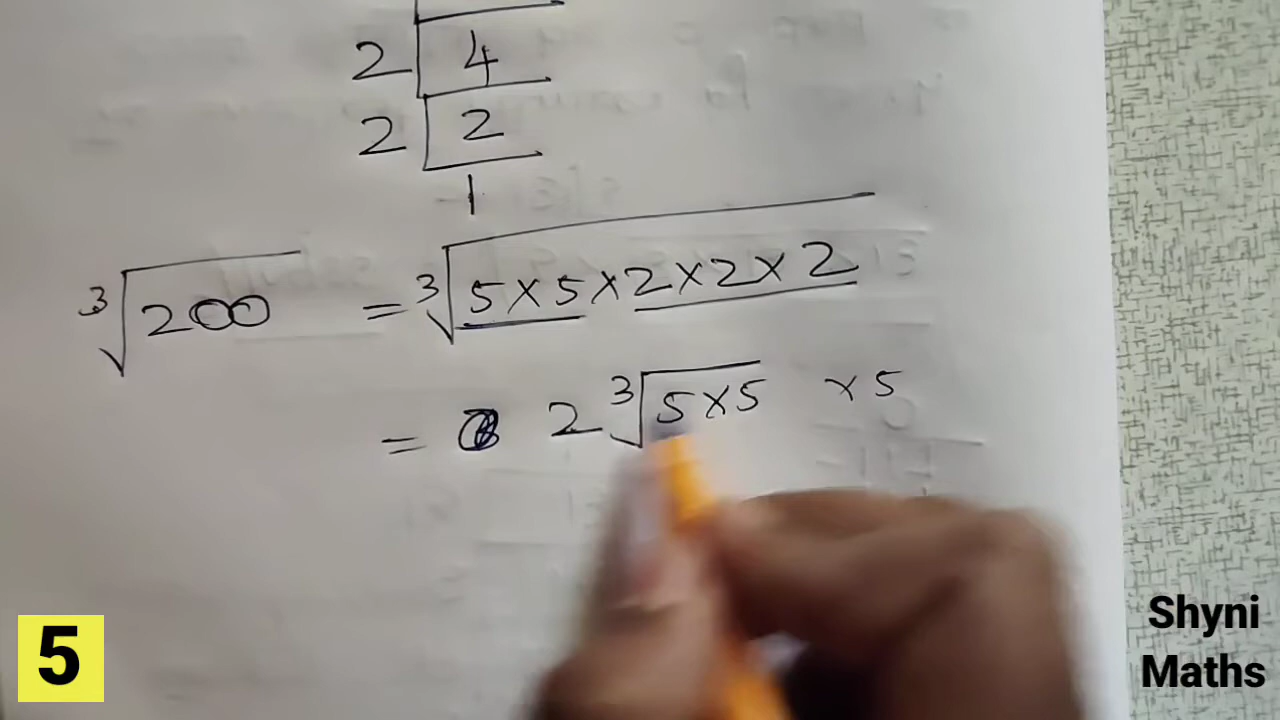 2 4
2 2
1
∛200 = ∛5×5×2×2×2
= 2 ∛5×5 ×5
5
Shyni
Maths